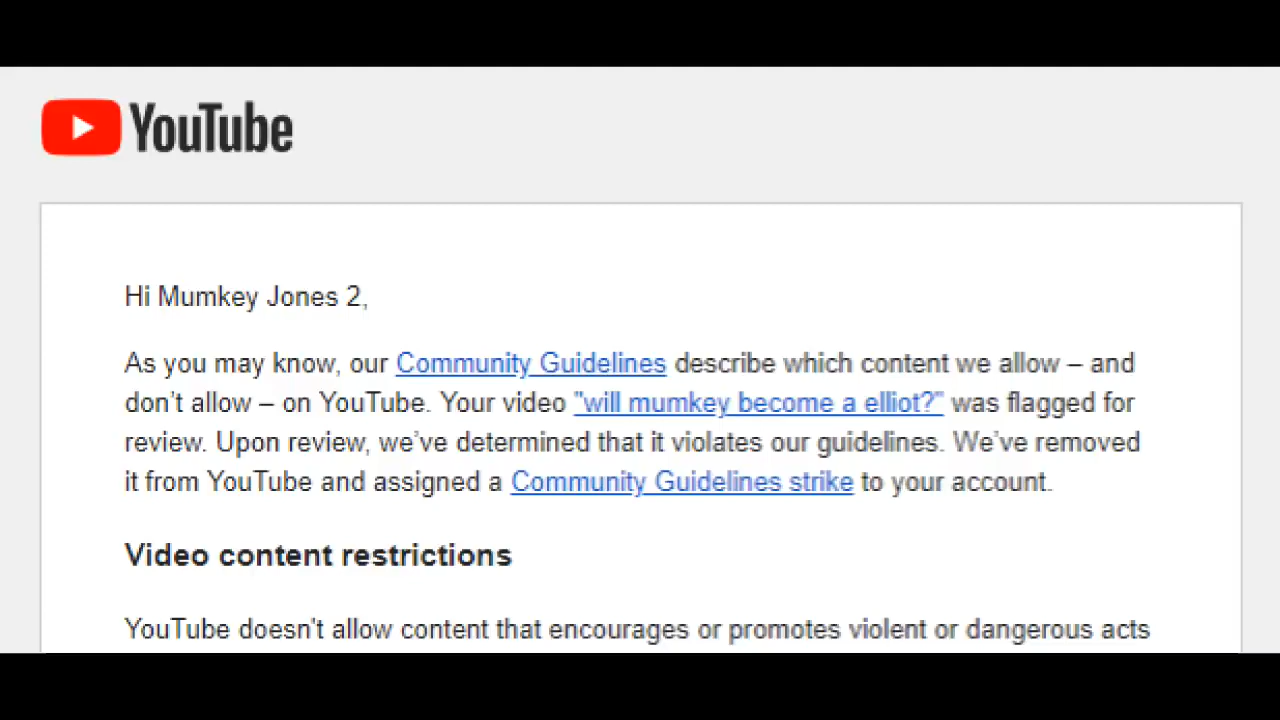 YouTube
Hi Mumkey Jones 2,
As you may know, our Community Guidelines describe which content we allow – and
don't allow – on YouTube. Your video "will mumkey become a elliot?" was flagged for
review. Upon review, we've determined that it violates our guidelines. We've removed
it from YouTube and assigned a Community Guidelines strike to your account.
Video content restrictions
YouTube doesn't allow content that encourages or promotes violent or dangerous acts